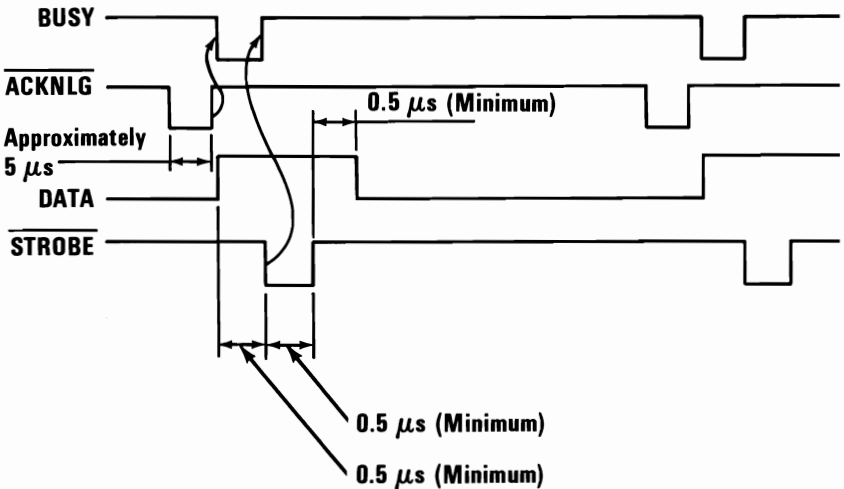 BUSY
ACKNLG
0.5 μs (Minimum)
Approximately
5 μs
DATA
STROBE
0.5 μs (Minimum)
0.5 μs (Minimum)